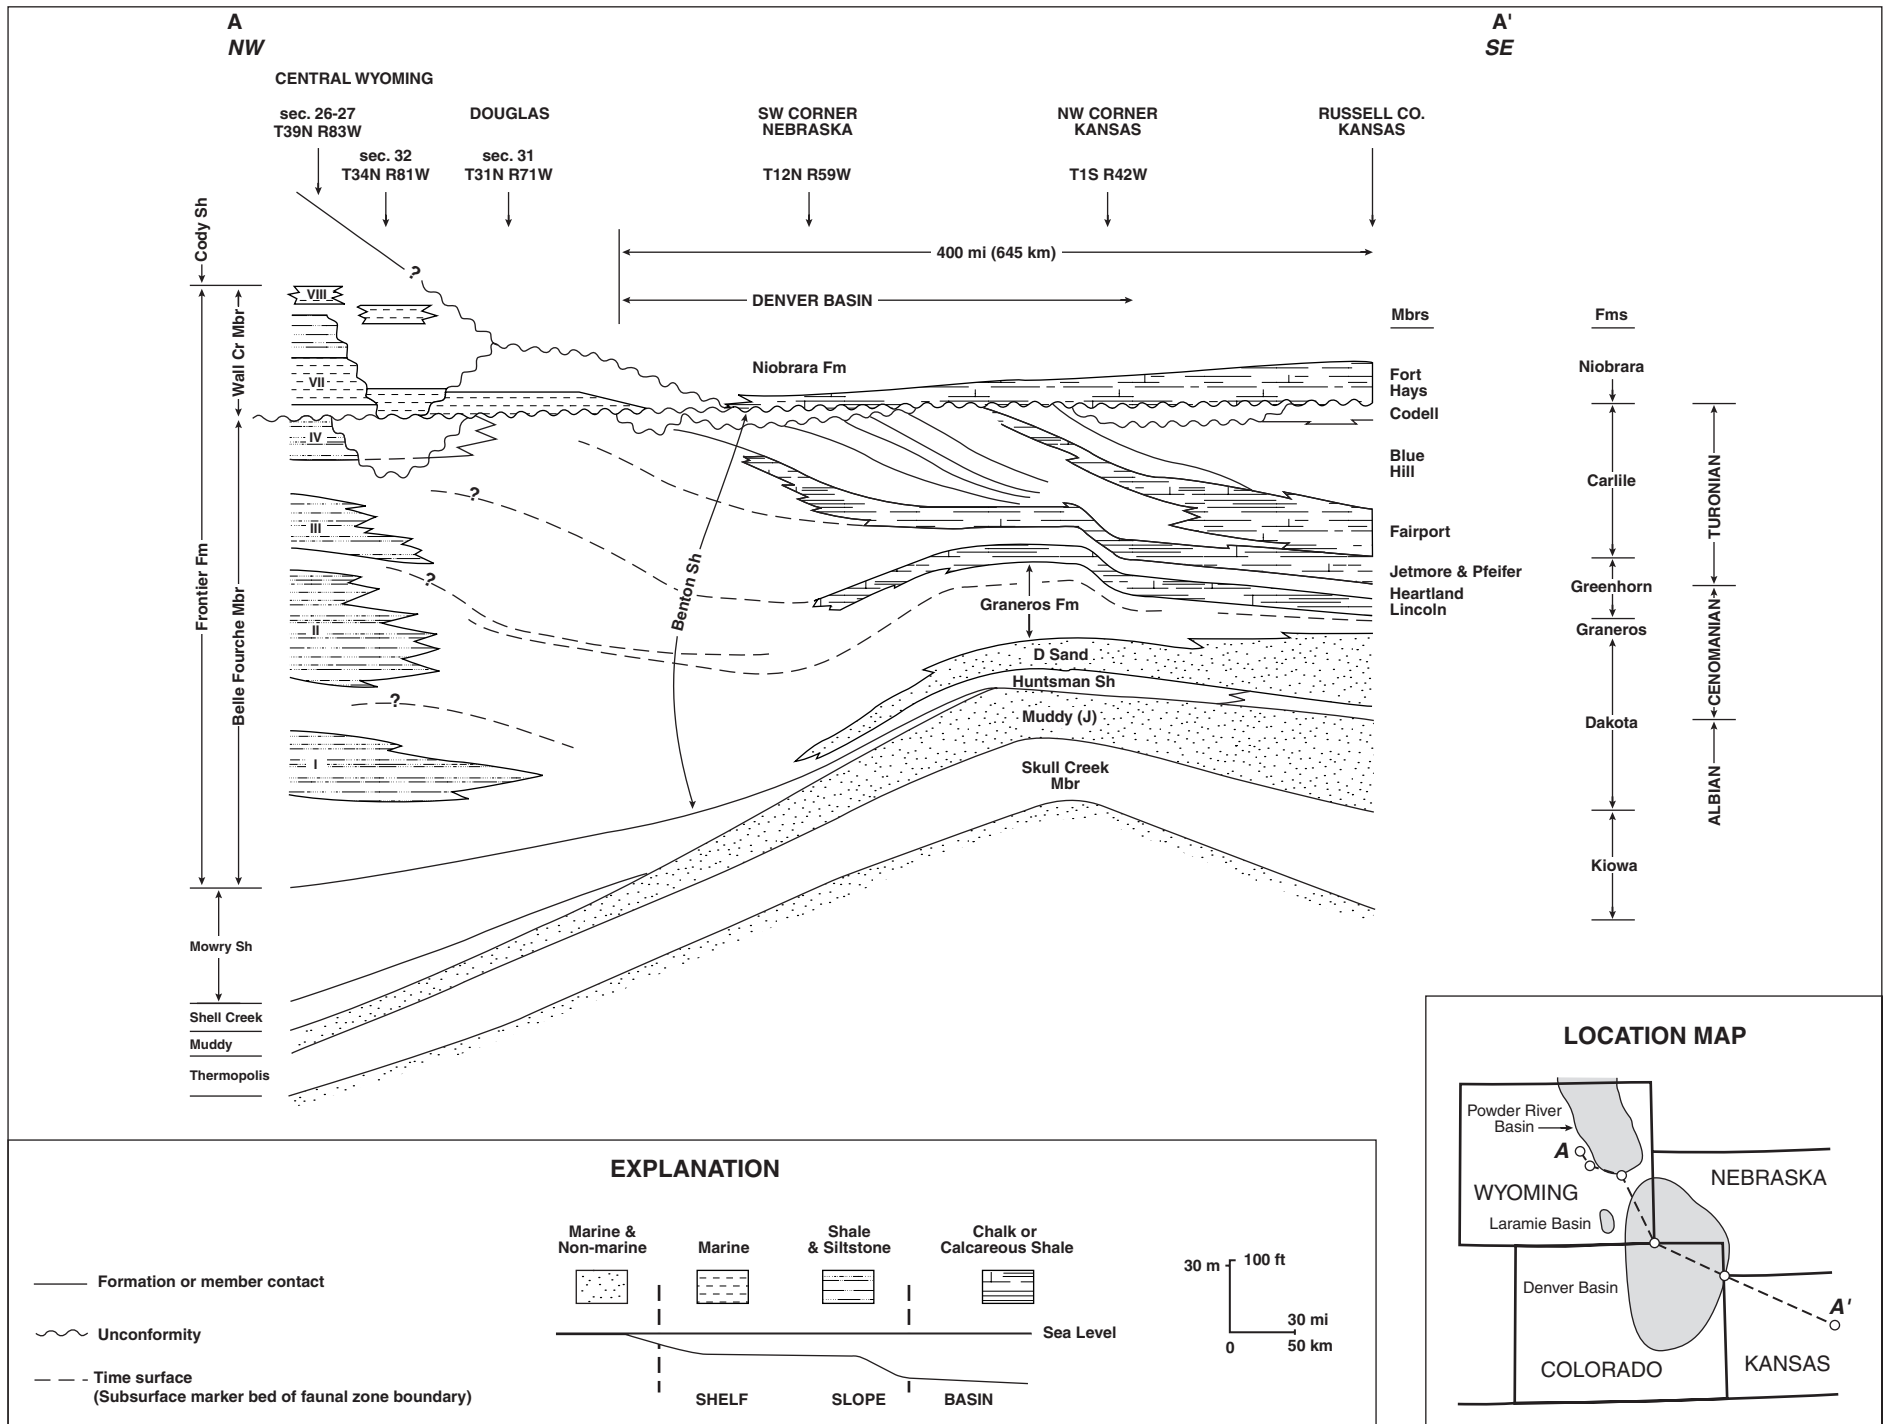 A
NW
A'
SE
CENTRAL WYOMING
sec. 26-27
T39N R83W
sec. 32
T34N R81W
DOUGLAS
sec. 31
T31N R71W
SW CORNER
NEBRASKA
T12N R59W
NW CORNER
KANSAS
T1S R42W
RUSSELL CO.
KANSAS
400 mi (645 km)
DENVER BASIN
Cody Sh
Frontier Fm
Wall Cr Mbr
Belle Fourche Mbr
Mowry Sh
Shell Creek
Muddy
Thermopolis
VIII
VII
IV
III
II
I
?
?
?
?
Niobrara Fm
Benton Sh
Graneros Fm
D Sand
Huntsman Sh
Muddy (J)
Skull Creek
Mbr
Mbrs
Fort
Hays
Codell
Blue
Hill
Fairport
Jetmore & Pfeifer
Heartland
Lincoln
Fms
Niobrara
Carlile
Greenhorn
Graneros
Dakota
Kiowa
TURONIAN
CENOMANIAN
ALBIAN
EXPLANATION
Formation or member contact
Unconformity
Time surface
(Subsurface marker bed of faunal zone boundary)
Marine &
Non-marine
Marine
Shale
& Siltstone
Chalk or
Calcareous Shale
Sea Level
SHELF
SLOPE
BASIN
30 m
100 ft
30 mi
0
50 km
LOCATION MAP
Powder River
Basin
A
WYOMING
NEBRASKA
Laramie Basin
Denver Basin
A'
COLORADO
KANSAS